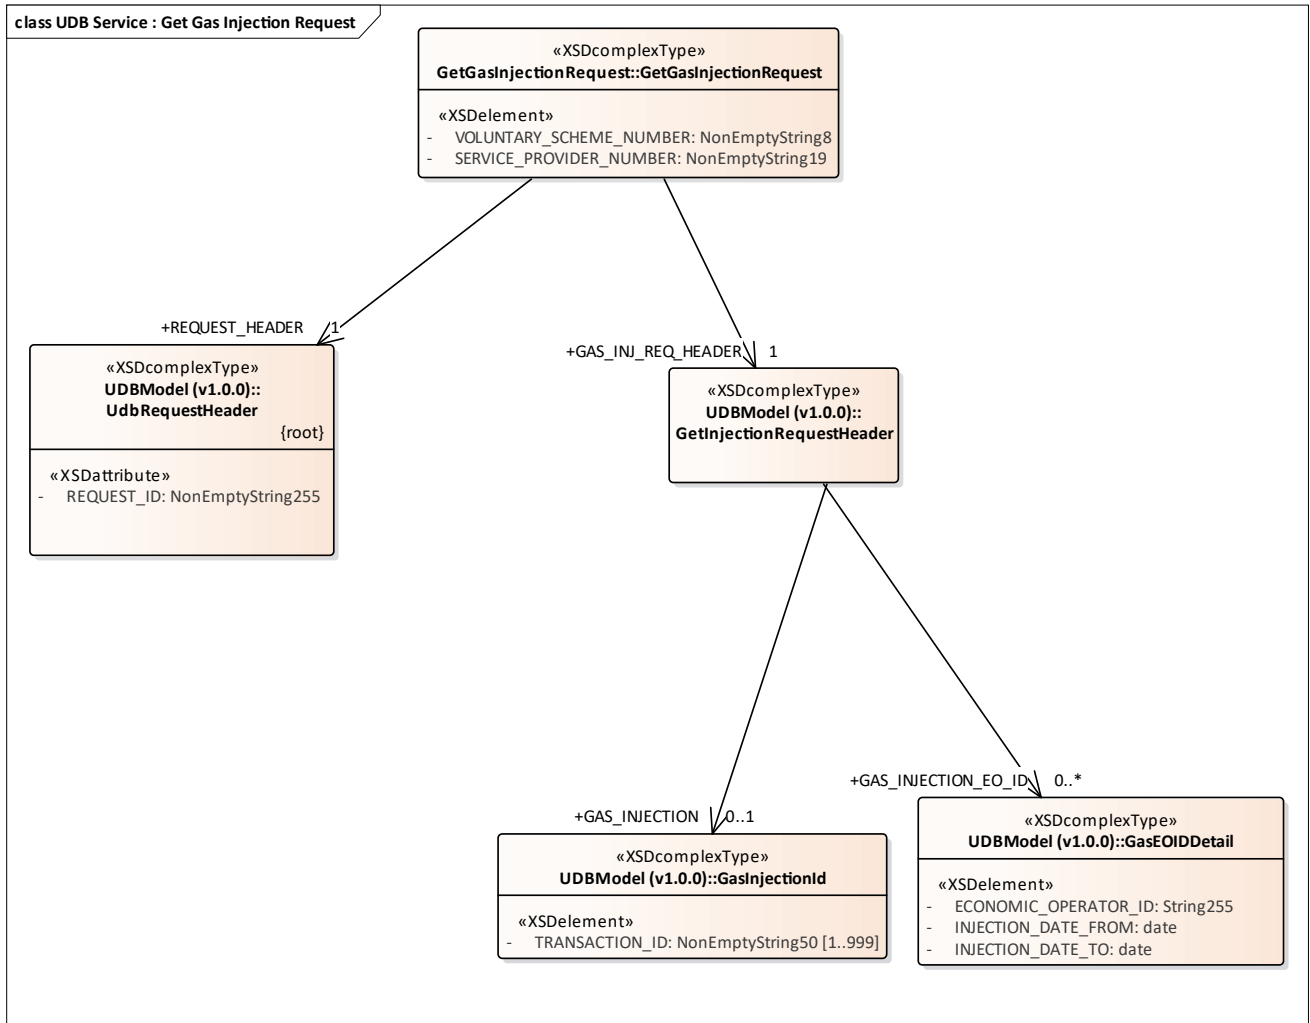 class UDB Service : Get Gas Injection Request
«XSDcomplexType»
GetGasInjectionRequest::GetGasInjectionRequest
«XSDelement»
- VOLUNTARY_SCHEME_NUMBER: NonEmptyString8
- SERVICE_PROVIDER_NUMBER: NonEmptyString19
+REQUEST_HEADER 1
«XSDcomplexType»
UDBModel (v1.0.0)::
UdbRequestHeader
{root}
«XSDattribute»
- REQUEST_ID: NonEmptyString255
+GAS_INJ_REQ_HEADER 1
«XSDcomplexType»
UDBModel (v1.0.0)::
GetInjectionRequestHeader
+GAS_INJECTION 0..1
«XSDcomplexType»
UDBModel (v1.0.0)::GasInjectionId
«XSDelement»
- TRANSACTION_ID: NonEmptyString50 [1..999]
+GAS_INJECTION_EO_ID 0..*
«XSDcomplexType»
UDBModel (v1.0.0)::GasEOIDDetail
«XSDelement»
- ECONOMIC_OPERATOR_ID: String255
- INJECTION_DATE_FROM: date
- INJECTION_DATE_TO: date